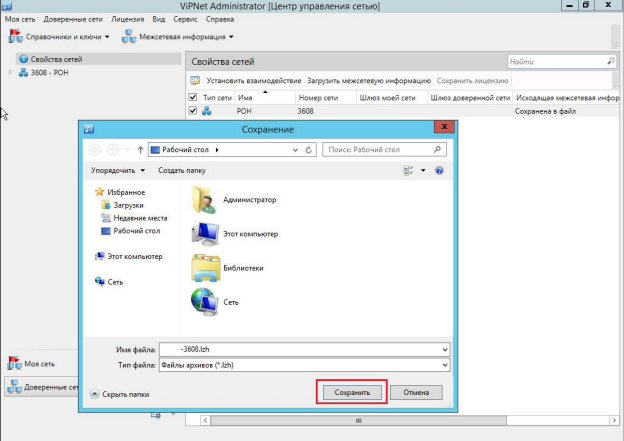 ViPNet Administrator [Центр управления сетью]
Моя сеть Доверенные сети Лицензия Вид Сервис Справка
Справочники и ключи Межсетевая информация
Свойства сетей
3608 - РОН
Свойства сетей
Найти
Установить взаимодействие Загрузить межсетевую информацию Сохранить лицензию
Тип сети Имя Номер сети Шлюз моей сети Шлюз доверенной сети Исходящая межсетевая инфор
РОН 3608 Сохранена в файл
Сохранение
Рабочий стол
Поиск: Рабочий стол
Упорядочить Создать папку
Избранное
Загрузки
Недавние места
Рабочий стол
Этот компьютер
Сеть
Администратор
Этот компьютер
Библиотеки
Сеть
Имя файла: -3608.lzh
Тип файла: Файлы архивов (*.lzh)
Скрыть папки
Сохранить Отмена
Моя сеть
Доверенные сет